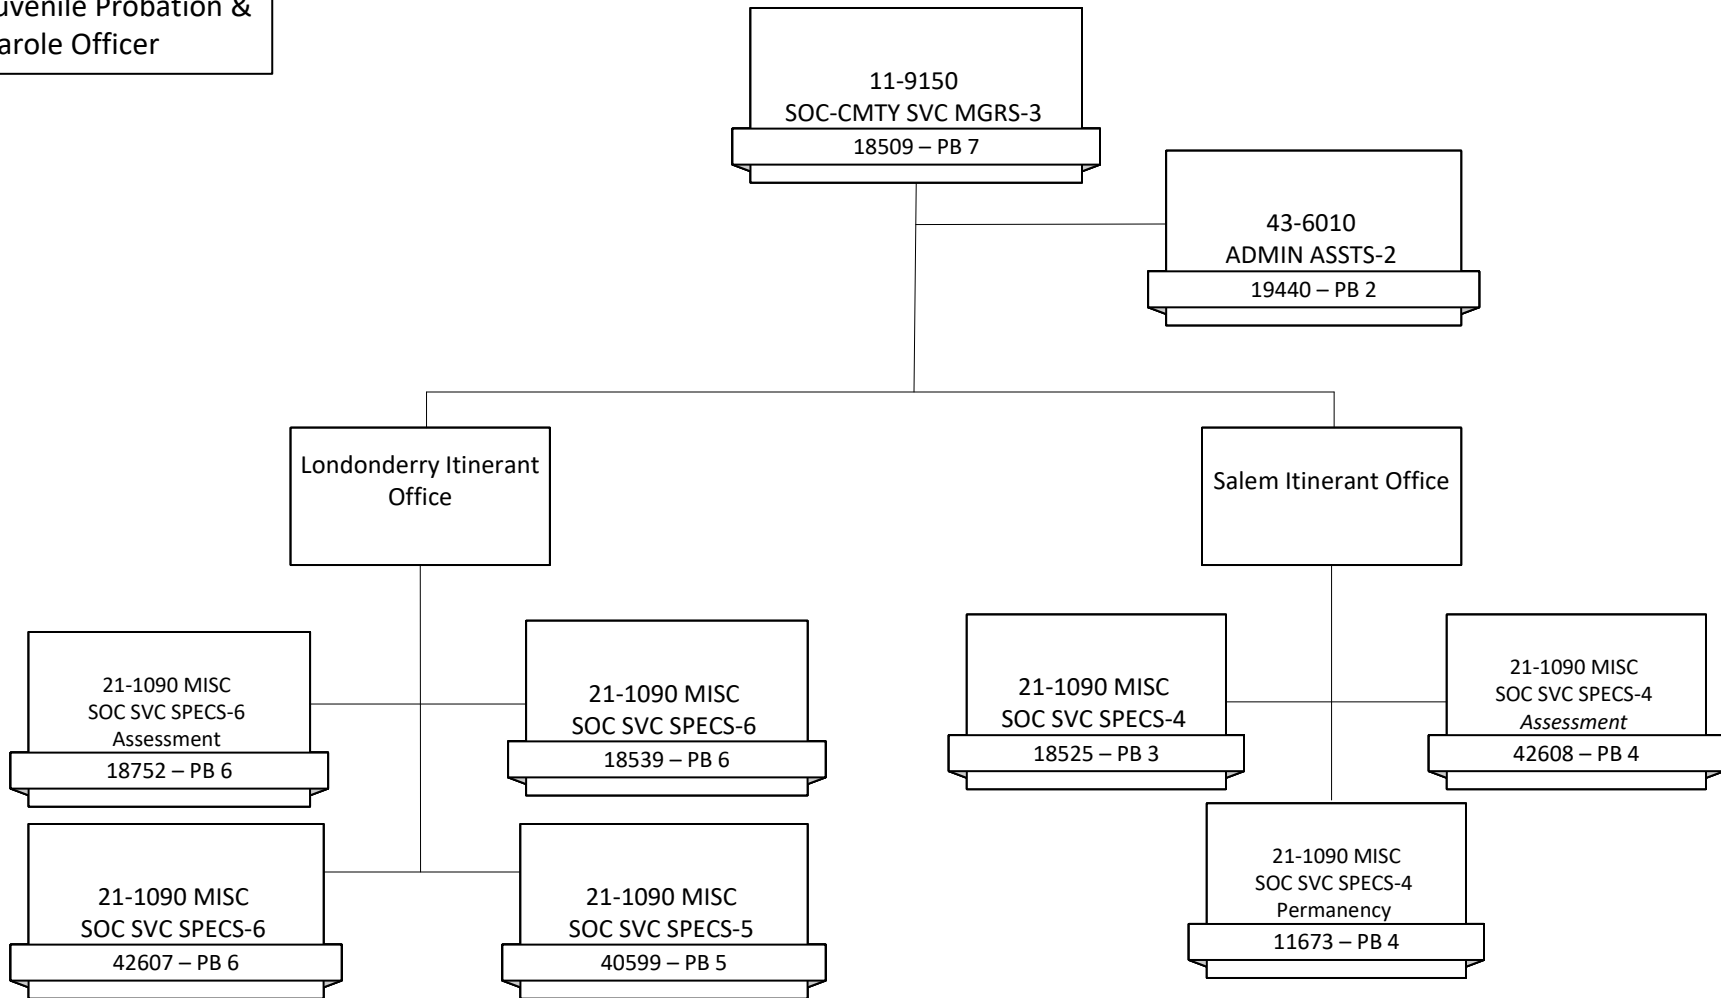 uvenile Probation &
arole Officer
11-9150
SOC-CMTY SVC MGRS-3
18509 – PB 7
43-6010
ADMIN ASSTS-2
19440 – PB 2
Londonderry Itinerant
Office
Salem Itinerant Office
21-1090 MISC
SOC SVC SPECS-6
Assessment
18752 – PB 6
21-1090 MISC
SOC SVC SPECS-6
18539 – PB 6
21-1090 MISC
SOC SVC SPECS-4
18525 – PB 3
21-1090 MISC
SOC SVC SPECS-4
Assessment
42608 – PB 4
21-1090 MISC
SOC SVC SPECS-6
42607 – PB 6
21-1090 MISC
SOC SVC SPECS-5
40599 – PB 5
21-1090 MISC
SOC SVC SPECS-4
Permanency
11673 – PB 4